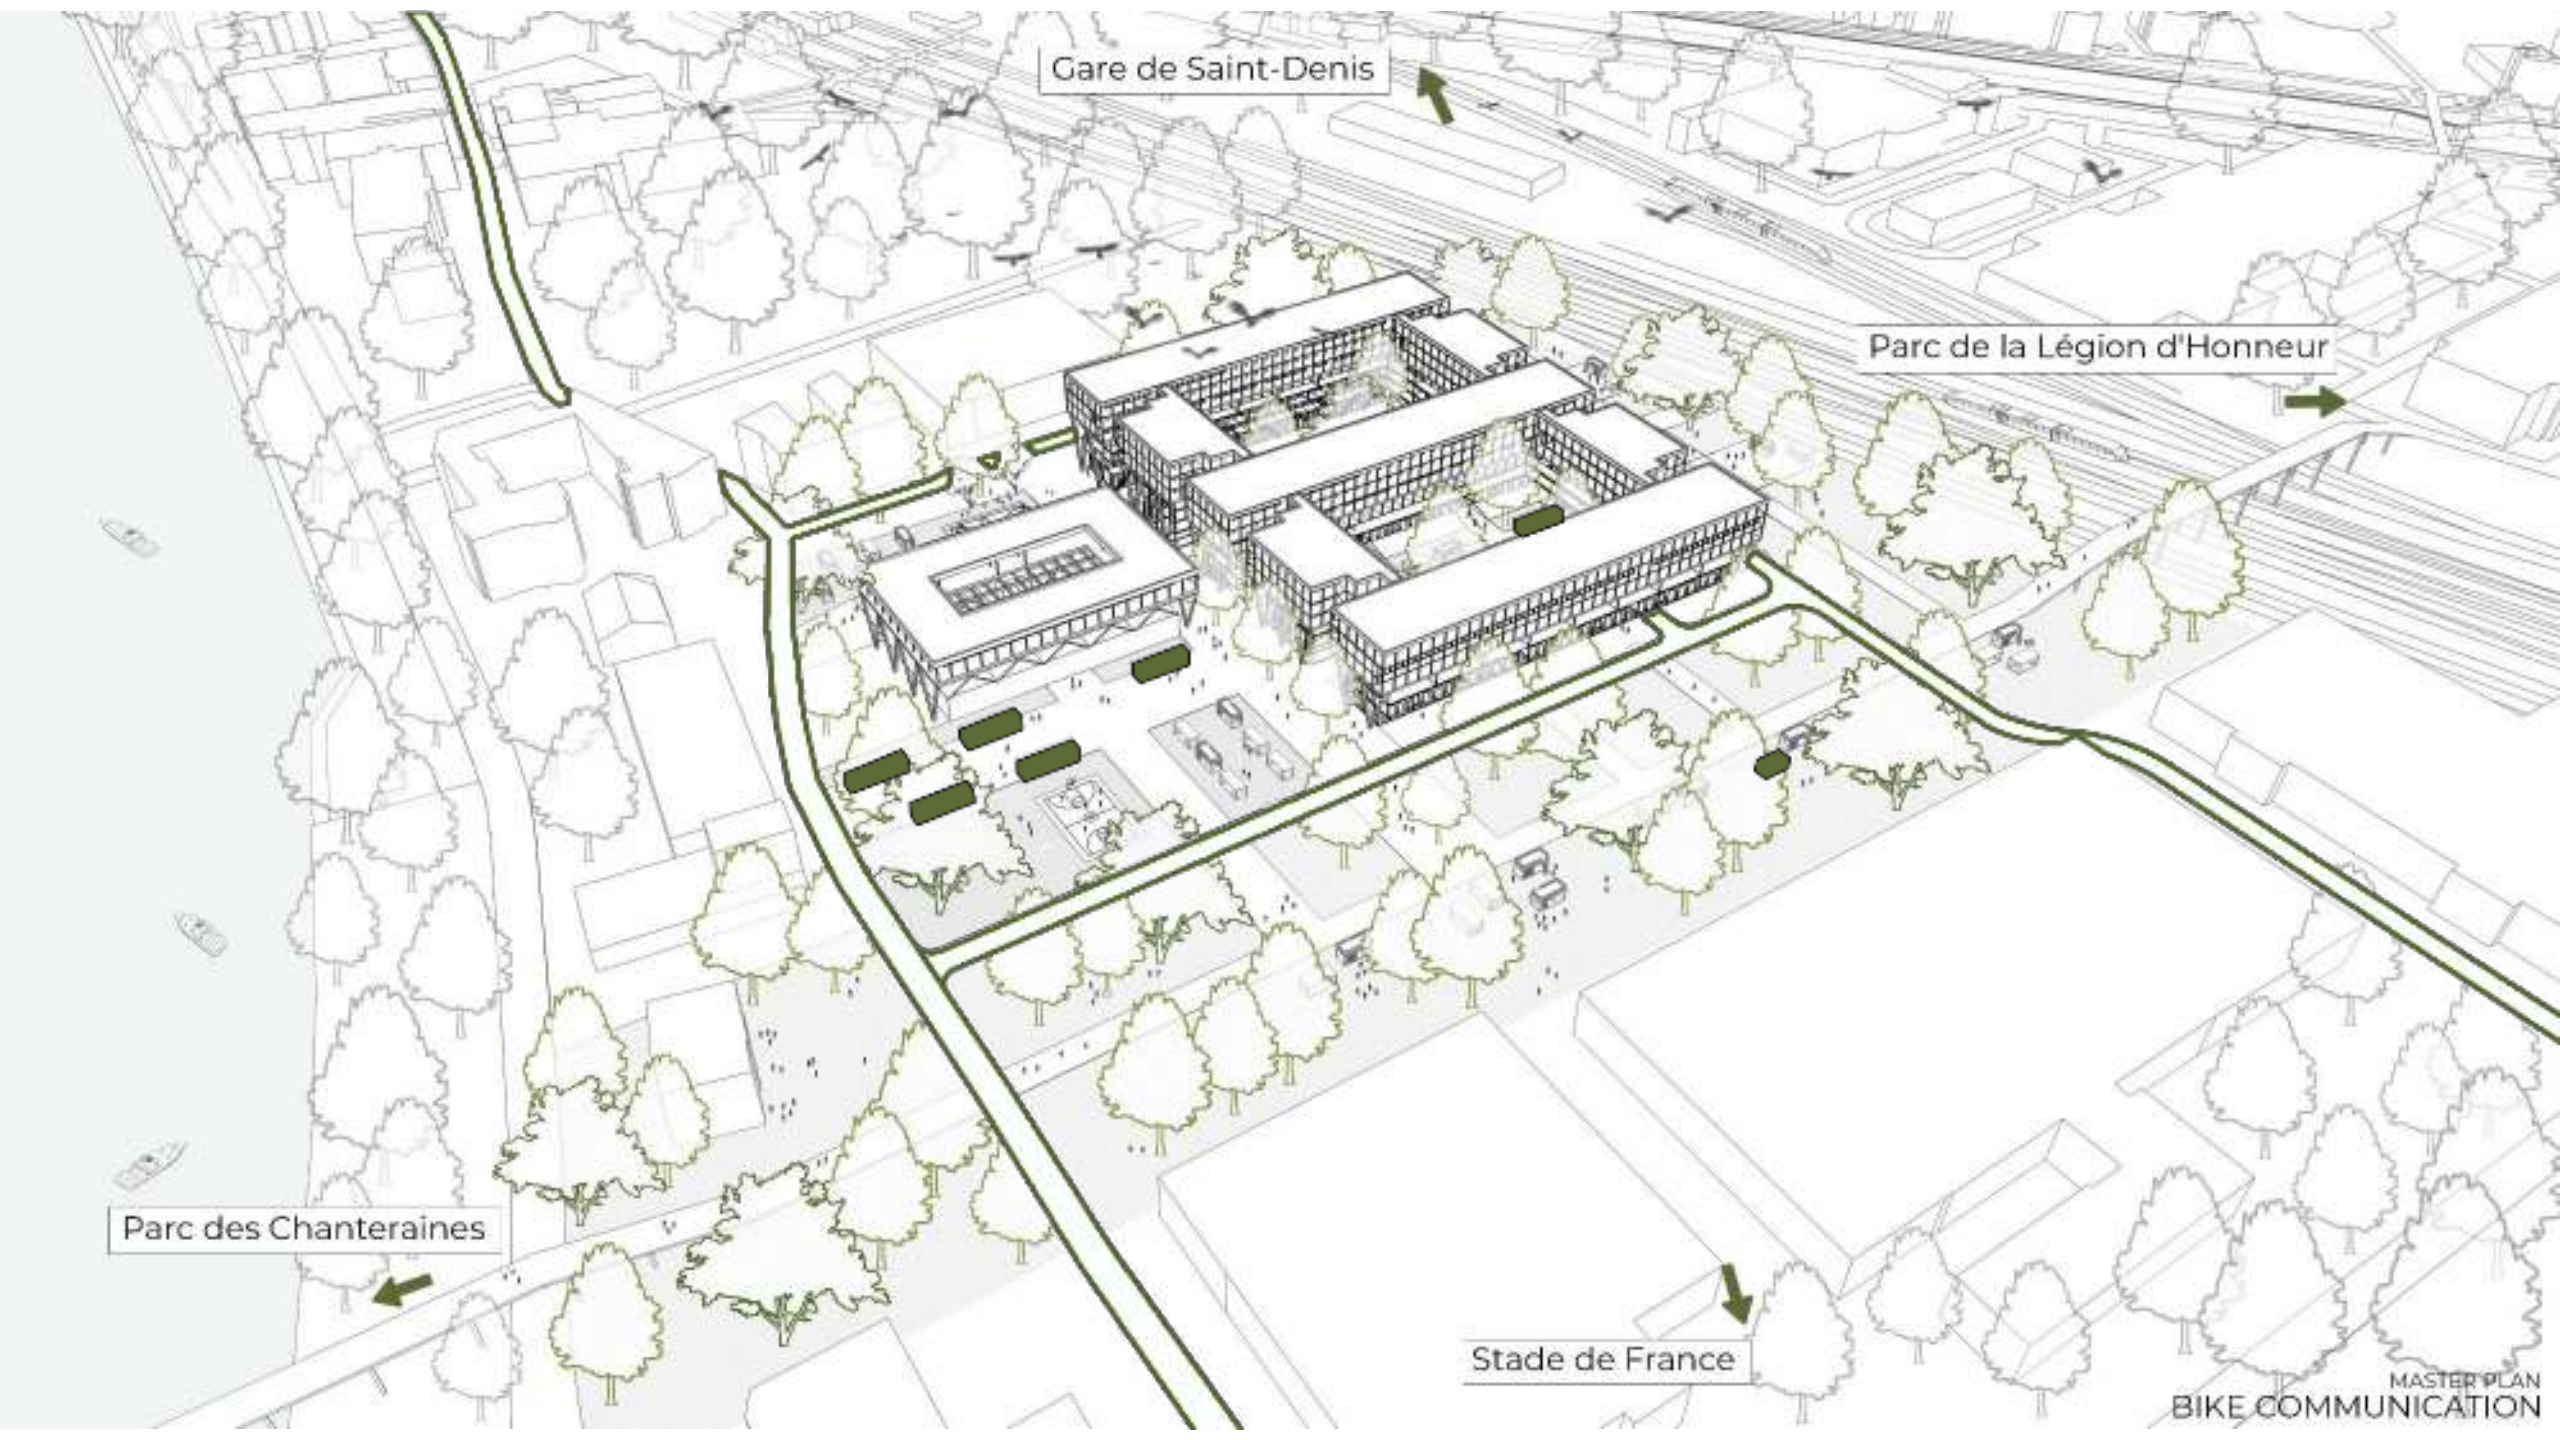 Gare de Saint-Denis
Parc de la Légion d'Honneur
Parc des Chanteraines
Stade de France
MASTER PLAN
BIKE COMMUNICATION